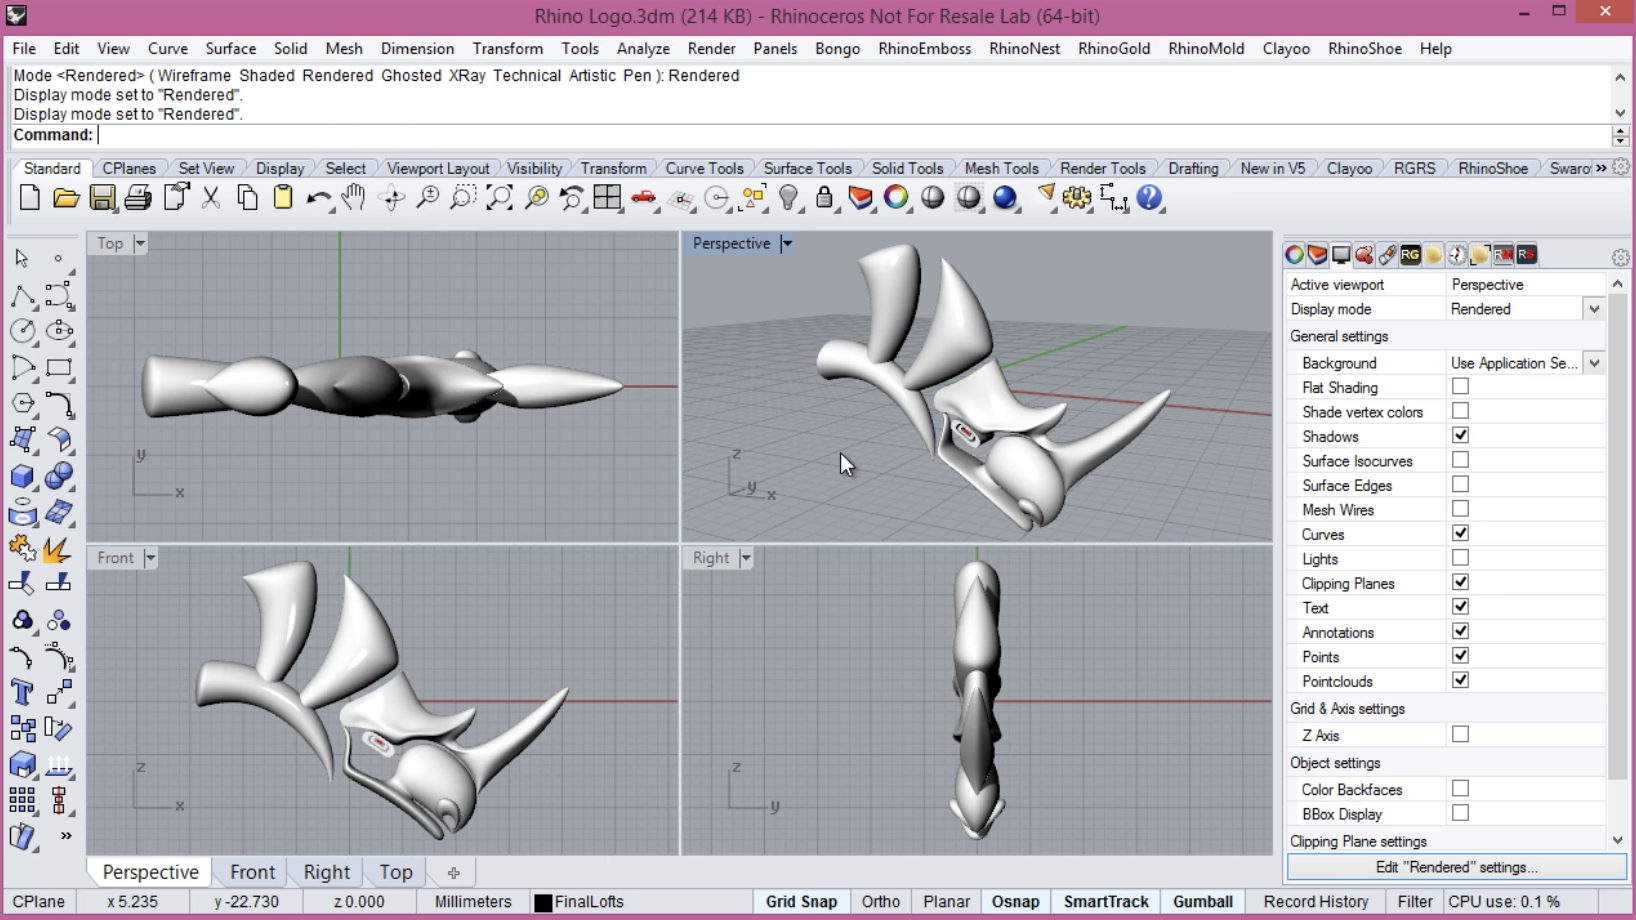 Rhino Logo.3dm (214 KB) - Rhinoceros Not For Resale Lab (64-bit)
File Edit View Curve Surface Solid Mesh Dimension Transform Tools Analyze Render Panels Bongo RhinoEmboss RhinoNest RhinoGold RhinoMold Clayoo RhinoShoe Help
Mode <Rendered> ( Wireframe Shaded Rendered Ghosted XRay Technical Artistic Pen ): Rendered
Display mode set to "Rendered".
Display mode set to "Rendered".
Command:
Standard CPlanes Set View Display Select Viewport Layout Visibility Transform Curve Tools Surface Tools Solid Tools Mesh Tools Render Tools Drafting New in V5 Clayoo RGRS RhinoShoe Swaro »
Top
y
x
Perspective
z
y
x
Front
z
x
Right
z
y
RG
Active viewport Perspective
Display mode Rendered
General settings
Background Use Application Se...
Flat Shading
Shade vertex colors
Shadows
Surface Isocurves
Surface Edges
Mesh Wires
Curves
Lights
Clipping Planes
Text
Annotations
Points
Pointclouds
Grid & Axis settings
Z Axis
Object settings
Color Backfaces
BBox Display
Clipping Plane settings
Edit "Rendered" settings...
Perspective Front Right Top
CPlane x 5.235 y -22.730 z 0.000 Millimeters FinalLofts Grid Snap Ortho Planar Osnap SmartTrack Gumball Record History Filter CPU use: 0.1 %